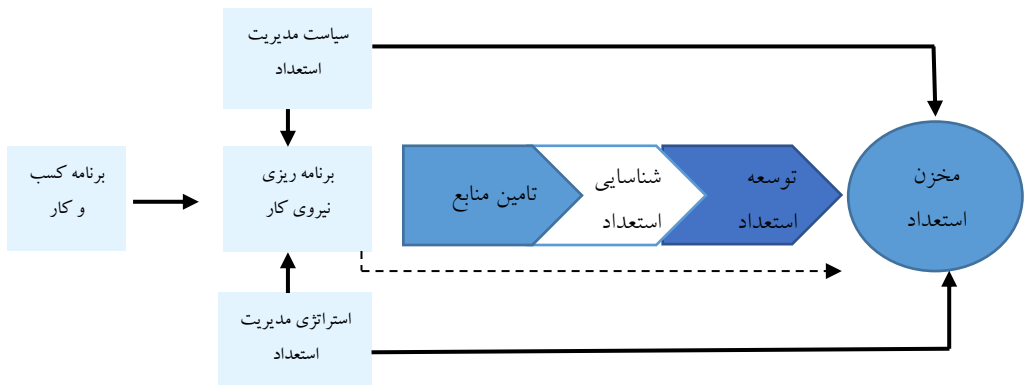 سیاست مدیریت
استعداد
برنامه کسب
و کار
برنامه ریزی
نیروی کار
تامین منابع
شناسایی
استعداد
توسعه
استعداد
مخزن
استعداد
استراتژی مدیریت
استعداد